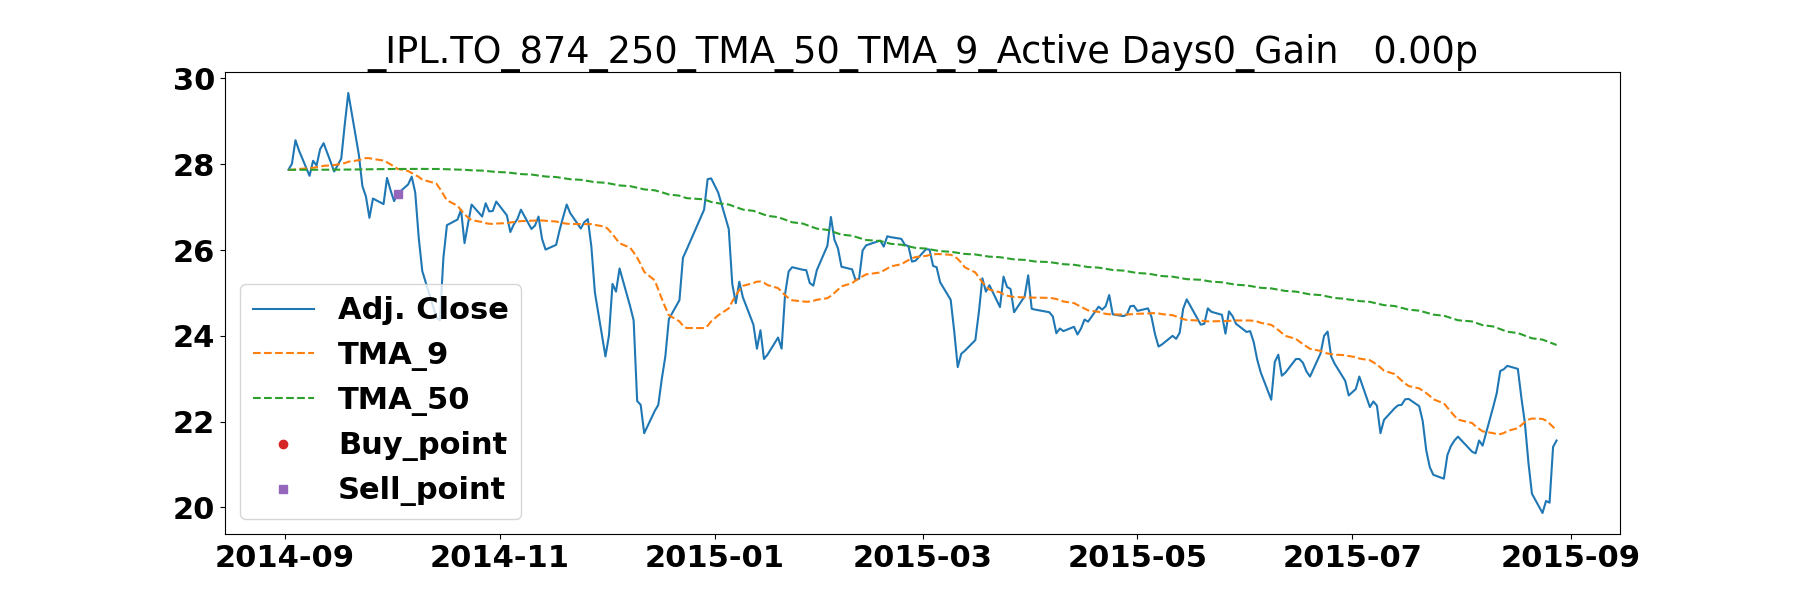 _IPL.TO_874_250_TMA_50_TMA_9_Active Days0_Gain   0.00p
30
28
26
24
22
20
Adj. Close
TMA_9
TMA_50
Buy_point
Sell_point
2014-09 2014-11 2015-01 2015-03 2015-05 2015-07 2015-09